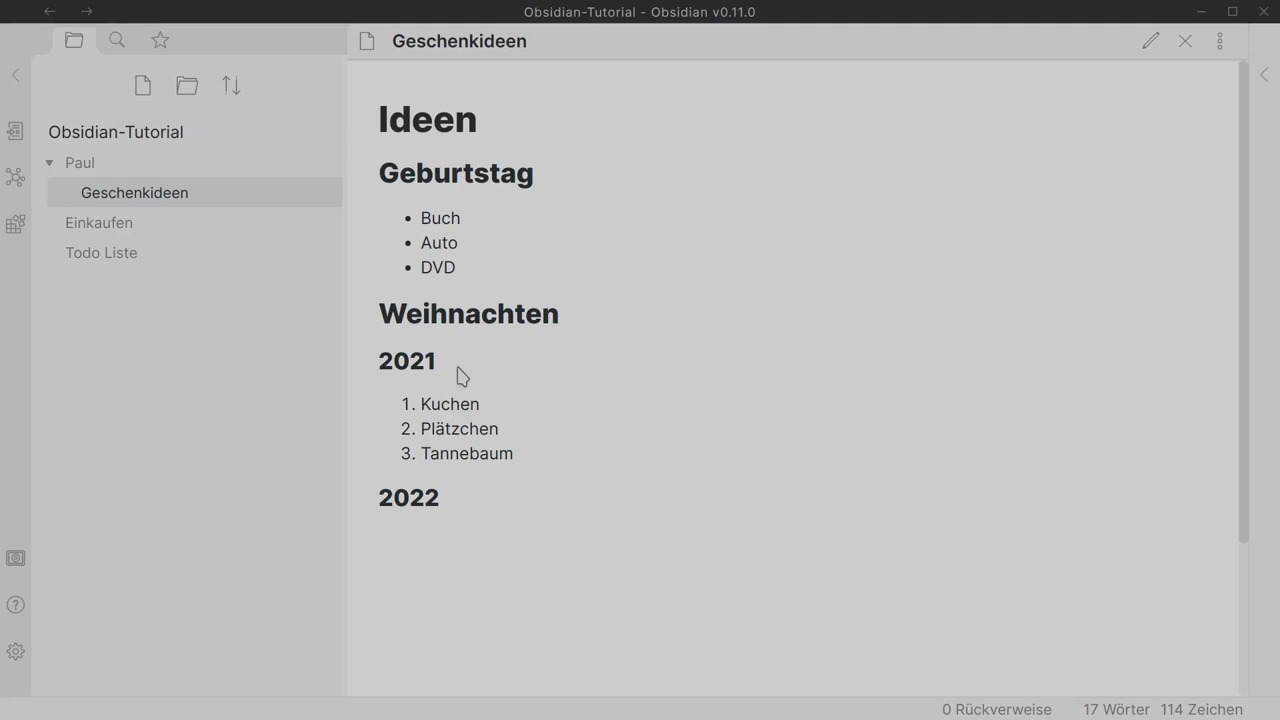 Obsidian-Tutorial - Obsidian v0.11.0
Geschenkideen
Obsidian-Tutorial
Paul
Geschenkideen
Einkaufen
Todo Liste
Ideen
Geburtstag
• Buch
• Auto
• DVD
Weihnachten
2021
1. Kuchen
2. Plätzchen
3. Tannebaum
2022
0 Rückverweise 17 Wörter 114 Zeichen